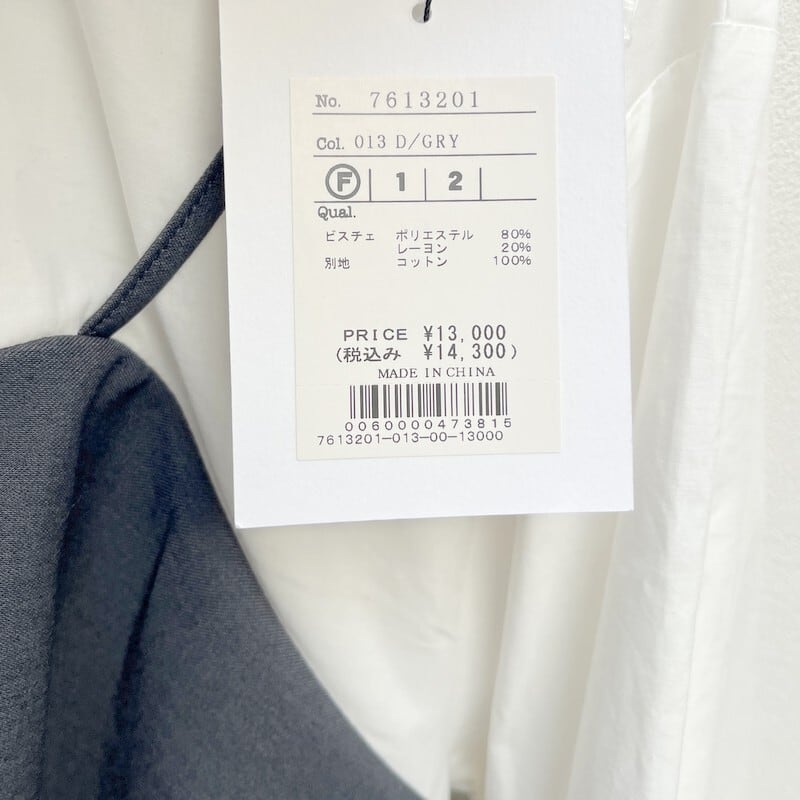 No. 7613201
Col. 013 D/GRY
F 1 2
Qual.
ビスチェ ポリエステル 80%
レーヨン 20%
別地 コットン 100%
PRICE ¥13,000
(税込み ¥14,300)
MADE IN CHINA
0060000473815
7613201-013-00-13000